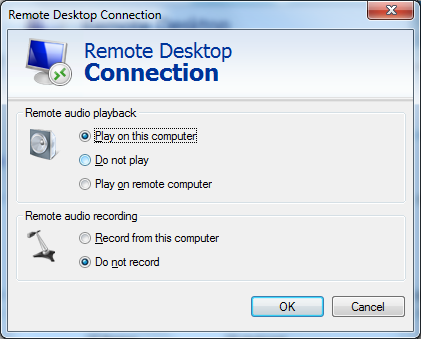 Remote Desktop Connection
Remote Desktop
Connection
Remote audio playback
Play on this computer
Do not play
Play on remote computer
Remote audio recording
Record from this computer
Do not record
OK
Cancel